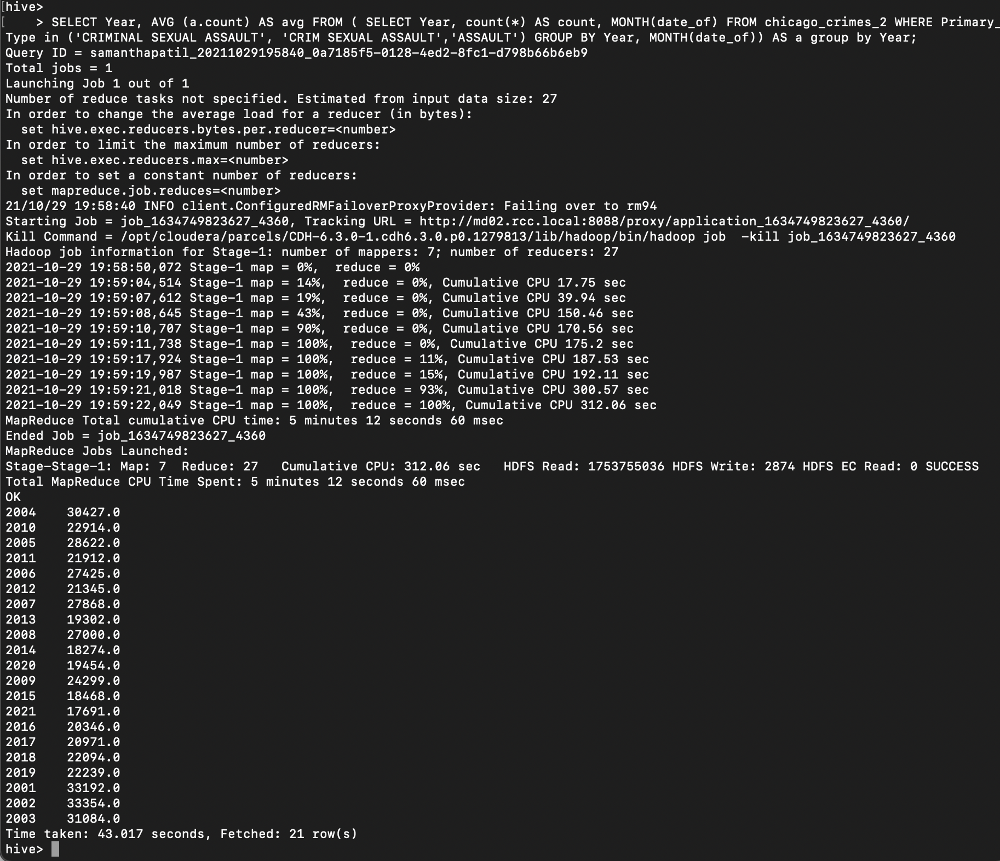 [hive>
[    > SELECT Year, AVG (a.count) AS avg FROM ( SELECT Year, count(*) AS count, MONTH(date_of) FROM chicago_crimes_2 WHERE Primary_
Type in ('CRIMINAL SEXUAL ASSAULT', 'CRIM SEXUAL ASSAULT','ASSAULT') GROUP BY Year, MONTH(date_of)) AS a group by Year;
Query ID = samanthapatil_20211029195840_0a7185f5-0128-4ed2-8fc1-d798b66b6eb9
Total jobs = 1
Launching Job 1 out of 1
Number of reduce tasks not specified. Estimated from input data size: 27
In order to change the average load for a reducer (in bytes):
  set hive.exec.reducers.bytes.per.reducer=<number>
In order to limit the maximum number of reducers:
  set hive.exec.reducers.max=<number>
In order to set a constant number of reducers:
  set mapreduce.job.reduces=<number>
21/10/29 19:58:40 INFO client.ConfiguredRMFailoverProxyProvider: Failing over to rm94
Starting Job = job_1634749823627_4360, Tracking URL = http://md02.rcc.local:8088/proxy/application_1634749823627_4360/
Kill Command = /opt/cloudera/parcels/CDH-6.3.0-1.cdh6.3.0.p0.1279813/lib/hadoop/bin/hadoop job  -kill job_1634749823627_4360
Hadoop job information for Stage-1: number of mappers: 7; number of reducers: 27
2021-10-29 19:58:50,072 Stage-1 map = 0%,  reduce = 0%
2021-10-29 19:59:04,514 Stage-1 map = 14%,  reduce = 0%, Cumulative CPU 17.75 sec
2021-10-29 19:59:07,612 Stage-1 map = 19%,  reduce = 0%, Cumulative CPU 39.94 sec
2021-10-29 19:59:08,645 Stage-1 map = 43%,  reduce = 0%, Cumulative CPU 150.46 sec
2021-10-29 19:59:10,707 Stage-1 map = 90%,  reduce = 0%, Cumulative CPU 170.56 sec
2021-10-29 19:59:11,738 Stage-1 map = 100%,  reduce = 0%, Cumulative CPU 175.2 sec
2021-10-29 19:59:17,924 Stage-1 map = 100%,  reduce = 11%, Cumulative CPU 187.53 sec
2021-10-29 19:59:19,987 Stage-1 map = 100%,  reduce = 15%, Cumulative CPU 192.11 sec
2021-10-29 19:59:21,018 Stage-1 map = 100%,  reduce = 93%, Cumulative CPU 300.57 sec
2021-10-29 19:59:22,049 Stage-1 map = 100%,  reduce = 100%, Cumulative CPU 312.06 sec
MapReduce Total cumulative CPU time: 5 minutes 12 seconds 60 msec
Ended Job = job_1634749823627_4360
MapReduce Jobs Launched:
Stage-Stage-1: Map: 7  Reduce: 27   Cumulative CPU: 312.06 sec   HDFS Read: 1753755036 HDFS Write: 2874 HDFS EC Read: 0 SUCCESS
Total MapReduce CPU Time Spent: 5 minutes 12 seconds 60 msec
OK
2004    30427.0
2010    22914.0
2005    28622.0
2011    21912.0
2006    27425.0
2012    21345.0
2007    27868.0
2013    19302.0
2008    27000.0
2014    18274.0
2020    19454.0
2009    24299.0
2015    18468.0
2021    17691.0
2016    20346.0
2017    20971.0
2018    22094.0
2019    22239.0
2001    33192.0
2002    33354.0
2003    31084.0
Time taken: 43.017 seconds, Fetched: 21 row(s)
hive>